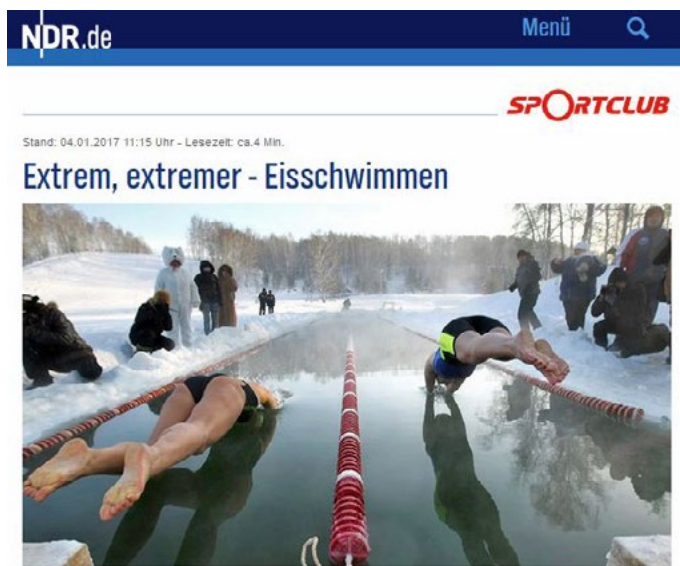 NDR.de
Menü
SPORTCLUB
Stand: 04.01.2017 11:15 Uhr - Lesezeit: ca.4 Min.
Extrem, extremer - Eisschwimmen